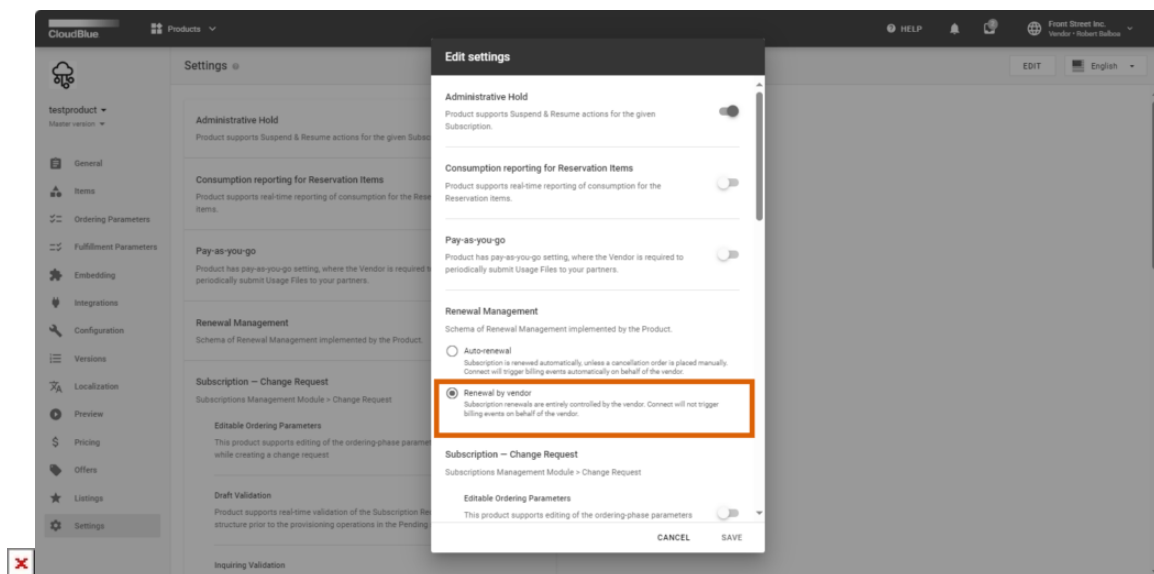 CloudBlue
Products
HELP
Front Street Inc.
Vendor • Robert Balboa
testproduct
Master version
General
Items
Ordering Parameters
Fulfillment Parameters
Embedding
Integrations
Configuration
Versions
Localization
Preview
Pricing
Offers
Listings
Settings
Settings
EDIT
English
Administrative Hold
Product supports Suspend & Resume actions for the given
Consumption reporting for Reservation Items
Product supports real-time reporting of consumption for the
items.
Pay-as-you-go
Product has pay-as-you-go setting, where the Vendor is required
periodically submit Usage Files to your partners.
Renewal Management
Schema of Renewal Management implemented by the Product.
Subscription — Change Request
Subscriptions Management Module > Change Request
Editable Ordering Parameters
This product supports editing of the ordering-phase
while creating a change request
Draft Validation
Product supports real-time validation of the Subscription
structure prior to the provisioning operations in the Pending
Inquiring Validation
Edit settings
Administrative Hold
Product supports Suspend & Resume actions for the given
Subscription.
Consumption reporting for Reservation Items
Product supports real-time reporting of consumption for the
Reservation items.
Pay-as-you-go
Product has pay-as-you-go setting, where the Vendor is required to
periodically submit Usage Files to your partners.
Renewal Management
Schema of Renewal Management implemented by the Product.
Auto-renewal
Subscription is renewed automatically, unless a cancellation order is placed manually.
Connect will trigger billing events automatically on behalf of the vendor.
Renewal by vendor
Subscription renewals are entirely controlled by the vendor. Connect will not trigger
billing events on behalf of the vendor.
Subscription — Change Request
Subscriptions Management Module > Change Request
Editable Ordering Parameters
This product supports editing of the ordering-phase parameters
CANCEL
SAVE